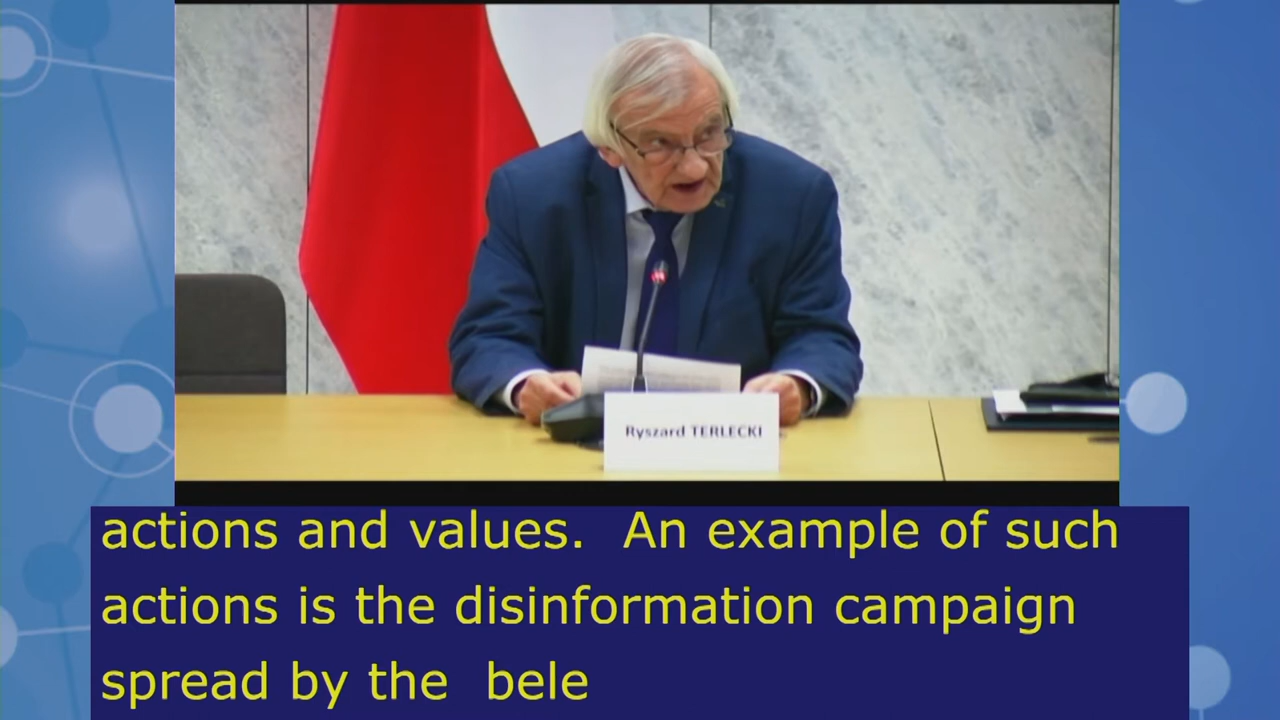 Ryszard TERLECKI
actions and values.  An example of such
actions is the disinformation campaign
spread by the  bele